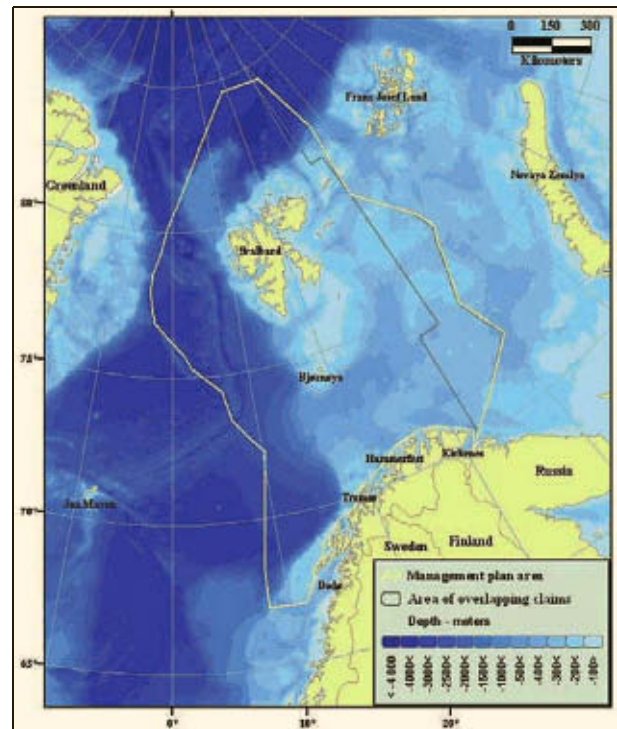 0 150 300
Kilometers
Franz Josef Land
Novaya Zemlya
Grønnland
80°
Svalbard
75°
Bjørnøya
Hammerfest
Kirkenes
Russia
Tromsø
Jan Mayen
Finland
70°
Sweden
Bodø
Management plan area
Area of overlapping claims
Depth - meters
65°
0° 10° 20°